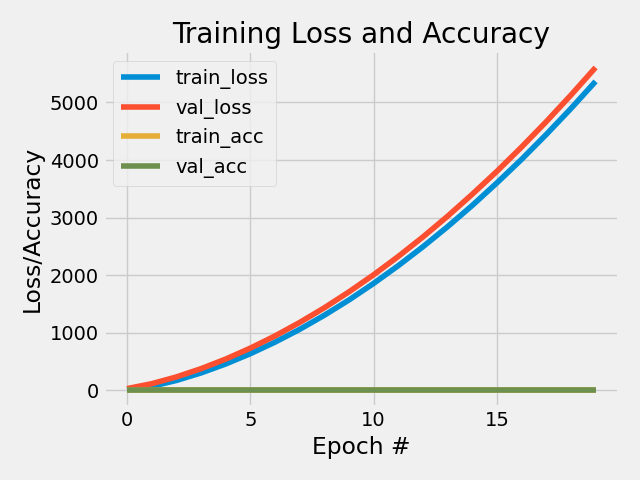 Training Loss and Accuracy
train_loss
val_loss
train_acc
val_acc
Loss/Accuracy
5000
4000
3000
2000
1000
0
0 5 10 15
Epoch #